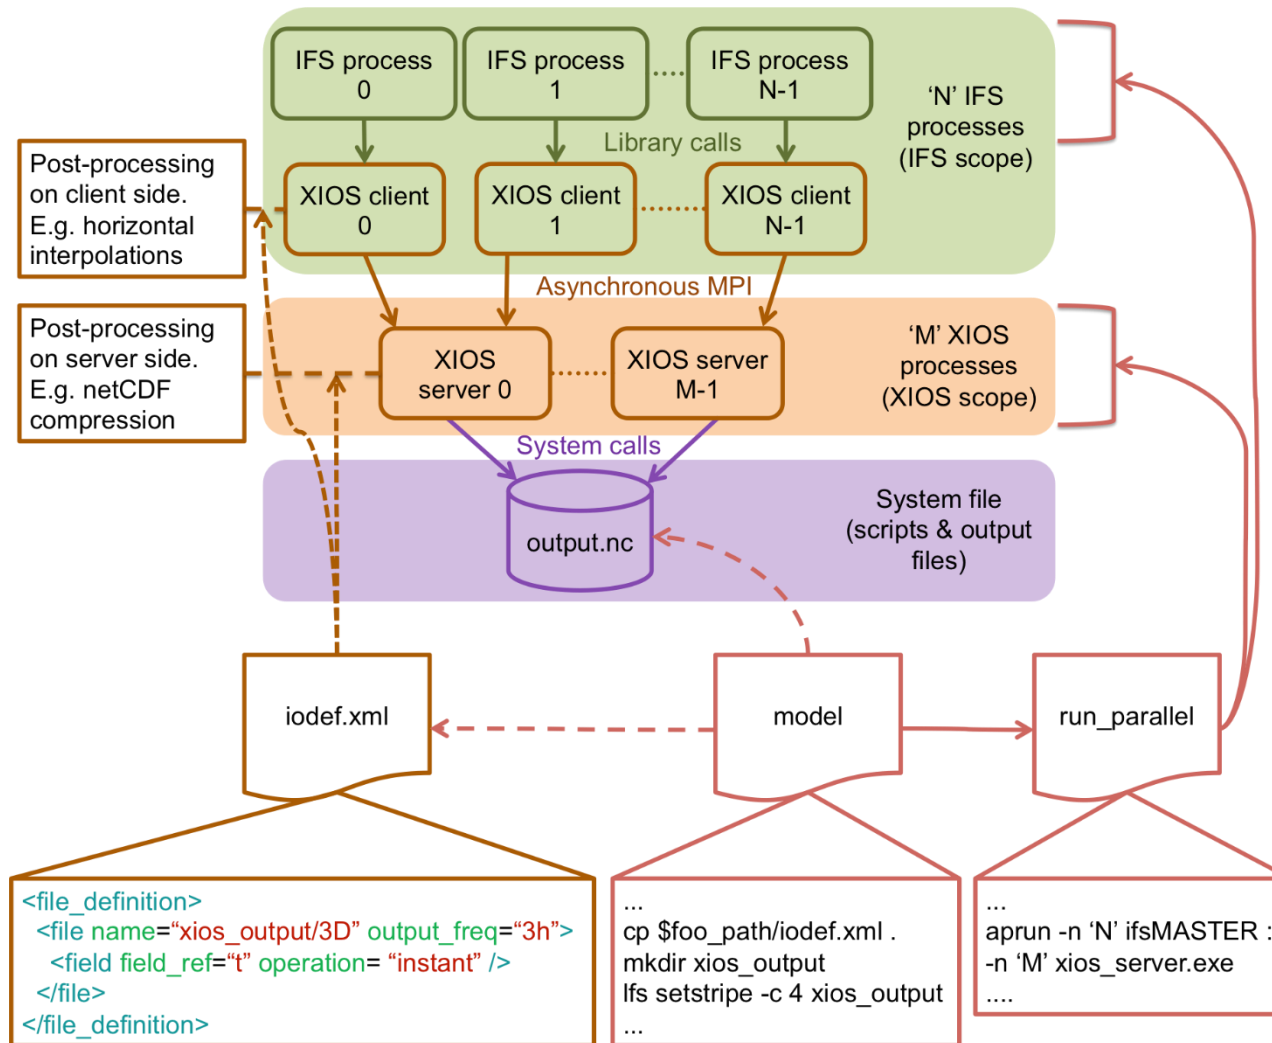 IFS process
0
IFS process
1
IFS process
N-1
‘N’ IFS
processes
(IFS scope)
Library calls
Post-processing
on client side.
E.g. horizontal
interpolations
XIOS client
0
XIOS client
1
XIOS client
N-1
Asynchronous MPI
Post-processing
on server side.
E.g. netCDF
compression
XIOS
server 0
XIOS server
M-1
‘M’ XIOS
processes
(XIOS scope)
System calls
output.nc
System file
(scripts & output
files)
iodef.xml
model
run_parallel
<file_definition>
<file name=“xios_output/3D” output_freq=“3h”>
<field field_ref=“t” operation= “instant” />
</file>
</file_definition>
...
cp $foo_path/iodef.xml .
mkdir xios_output
lfs setstripe -c 4 xios_output
...
...
aprun -n ‘N’ ifsMASTER :
-n ‘M’ xios_server.exe
....